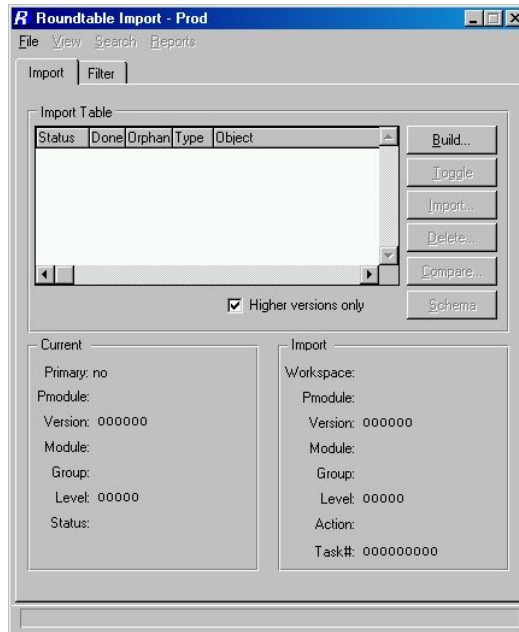 R Roundtable Import - Prod
File View Search Reports
Import Filter
Import Table
Status Done Orphan Type Object
Build...
Toggle
Import...
Delete...
Compare...
Schema
Higher versions only
Current
Primary: no
Pmodule:
Version: 000000
Module:
Group:
Level: 00000
Status:
Import
Workspace:
Pmodule:
Version: 000000
Module:
Group:
Level: 00000
Action:
Task#: 000000000